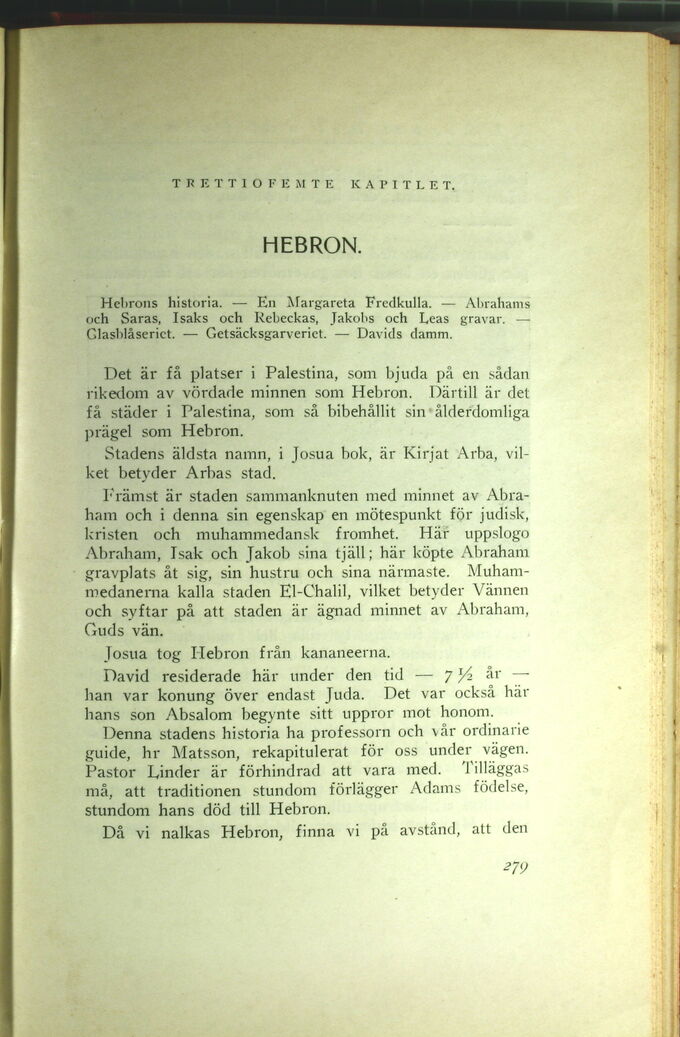 TRETTIOFEMTE KAPITLET.
HEBRON.
Hebrons historia. — En Margareta Fredkulla. — Abrahams
och Saras, Isaks och Rebeckas, Jakobs och Leas gravar. —
Glasblåseriet. — Getsäcksgarveriet. — Davids damm.
Det är få platser i Palestina, som bjuda på en sådan
rikedom av vördade minnen som Hebron. Därtill är det
få städer i Palestina, som så bibehållit sin ålderdomliga
prägel som Hebron.
Stadens äldsta namn, i Josua bok, är Kirjat Arba, vil-
ket betyder Arbas stad.
Främst är staden sammanknuten med minnet av Abra-
ham och i denna sin egenskap en mötespunkt för judisk,
kristen och muhammedansk fromhet. Här uppslogo
Abraham, Isak och Jakob sina tjäll; här köpte Abraham
gravplats åt sig, sin hustru och sina närmaste. Muham-
medanerna kalla staden El-Chalil, vilket betyder Vännen
och syftar på att staden är ägnad minnet av Abraham,
Guds vän.
Josua tog Hebron från kananeerna.
David residerade här under den tid — 7 ½ år —
han var konung över endast Juda. Det var också här
hans son Absalom begynte sitt uppror mot honom.
Denna stadens historia ha professorn och vår ordinarie
guide, hr Matsson, rekapitulerat för oss under vägen.
Pastor Linder är förhindrad att vara med. Tilläggas
må, att traditionen stundom förlägger Adams födelse,
stundom hans död till Hebron.
Då vi nalkas Hebron, finna vi på avstånd, att den
279